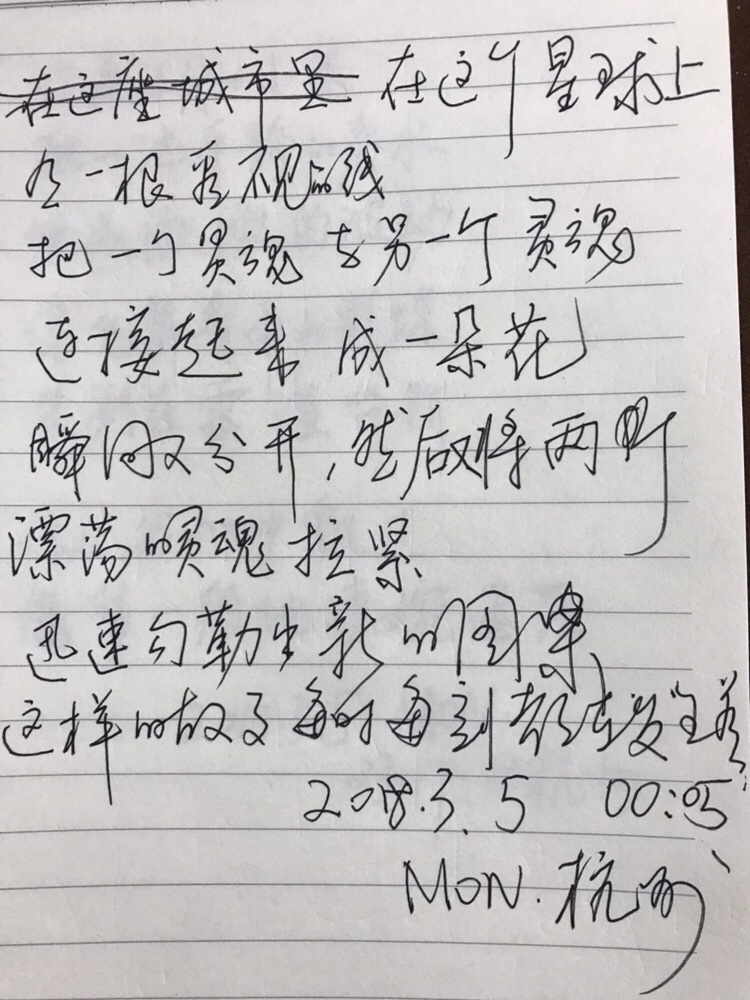 在这座城市里 在这个星球上
有一根看不见的线
把一个灵魂与另一个灵魂
连接起来 成一朵花
瞬间又分开,然后又将两个
漂荡的灵魂拉紧
迅速勾勒出新的图案
这样的故事每时每刻都在发生着
2018.3.5 00:05
MON. 杭州